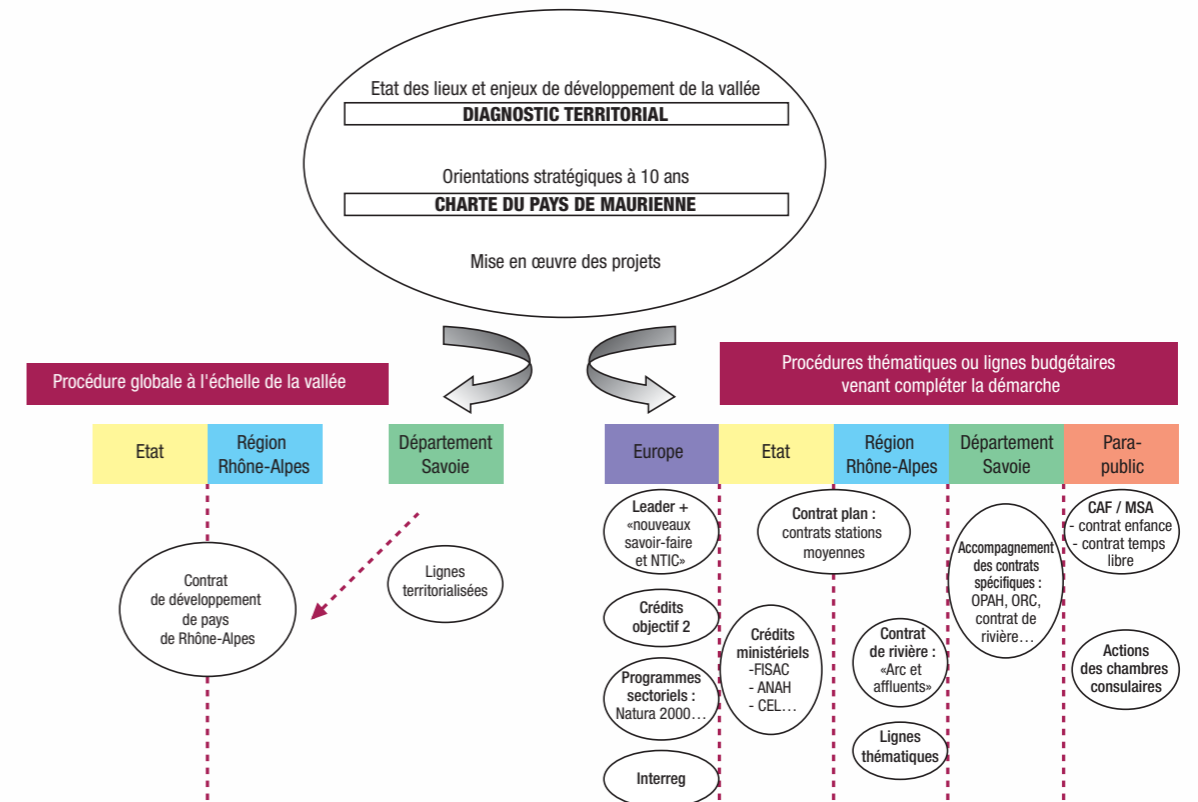 Etat des lieux et enjeux de développement de la vallée
DIAGNOSTIC TERRITORIAL
Orientations stratégiques à 10 ans
CHARTE DU PAYS DE MAURIENNE
Mise en œuvre des projets
Procédure globale à l'échelle de la vallée
Etat
Région
Rhône-Alpes
Département
Savoie
Contrat
de développement
de pays
de Rhône-Alpes
Lignes
territorialisées
Procédures thématiques ou lignes budgétaires
venant compléter la démarche
Europe
Etat
Région
Rhône-Alpes
Département
Savoie
Para-
public
Leader +
«nouveaux
savoir-faire
et NTIC»
Crédits
objectif 2
Programmes
sectoriels :
Natura 2000…
Interreg
Contrat plan :
contrats stations
moyennes
Crédits
ministériels
-FISAC
- ANAH
- CEL…
Contrat
de rivière :
«Arc et
affluents»
Lignes
thématiques
Accompagnement
des contrats
spécifiques :
OPAH, ORC,
contrat de
rivière…
CAF / MSA
- contrat enfance
- contrat temps
libre
Actions
des chambres
consulaires